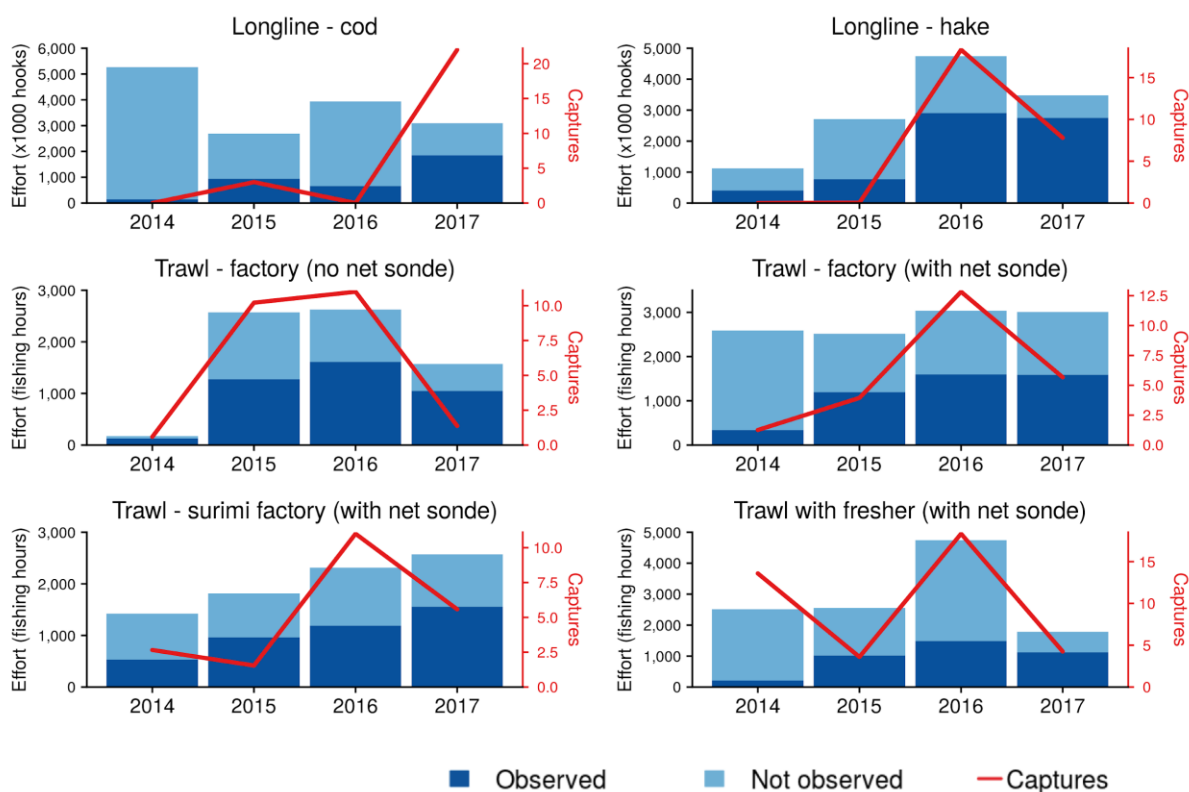 Longline - cod
Effort (x1000 hooks)
6,000
5,000
4,000
3,000
2,000
1,000
0
20
15
10
5
0
Captures
2014 2015 2016 2017
Longline - hake
Effort (x1000 hooks)
5,000
4,000
3,000
2,000
1,000
0
15
10
5
0
Captures
2014 2015 2016 2017
Trawl - factory (no net sonde)
Effort (fishing hours)
3,000
2,000
1,000
0
10.0
7.5
5.0
2.5
0.0
Captures
2014 2015 2016 2017
Trawl - factory (with net sonde)
Effort (fishing hours)
3,000
2,000
1,000
0
12.5
10.0
7.5
5.0
2.5
0.0
Captures
2014 2015 2016 2017
Trawl - surimi factory (with net sonde)
Effort (fishing hours)
3,000
2,000
1,000
0
10.0
7.5
5.0
2.5
0.0
Captures
2014 2015 2016 2017
Trawl with fresher (with net sonde)
Effort (fishing hours)
5,000
4,000
3,000
2,000
1,000
0
15
10
5
0
Captures
2014 2015 2016 2017
Observed Not observed Captures